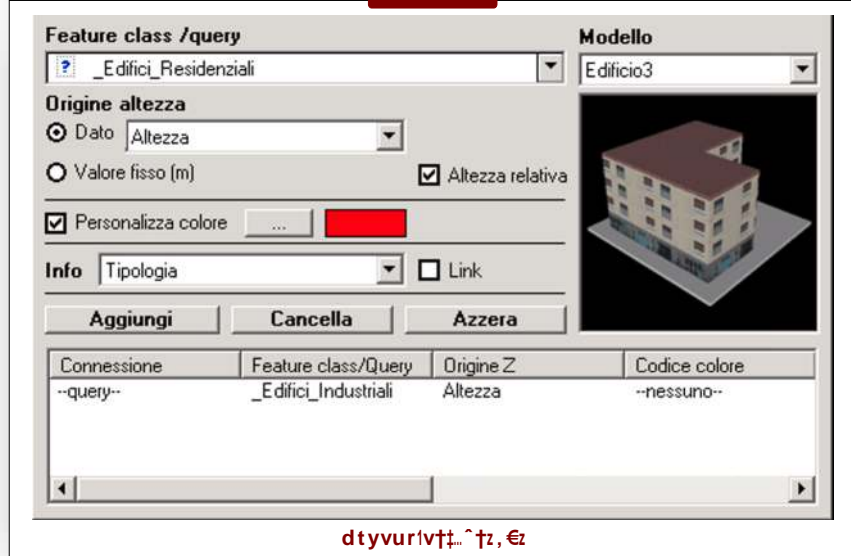 Feature class /query
Modello
_Edifici_Residenziali
Edificio3
Origine altezza
Dato Altezza
Valore fisso (m)
Altezza relativa
Personalizza colore ...
Info Tipologia Link
Aggiungi Cancella Azzera
Connessione Feature class/Query Origine Z Codice colore
--query-- _Edifici_Industriali Altezza --nessuno--